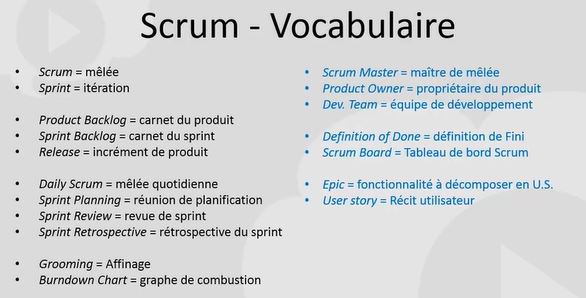 Scrum - Vocabulaire
• Scrum = mêlée
• Sprint = itération
• Product Backlog = carnet du produit
• Sprint Backlog = carnet du sprint
• Release = incrément de produit
• Daily Scrum = mêlée quotidienne
• Sprint Planning = réunion de planification
• Sprint Review = revue de sprint
• Sprint Retrospective = rétrospective du sprint
• Grooming = Affinage
• Burndown Chart = graphe de combustion
• Scrum Master = maître de mêlée
• Product Owner = propriétaire du produit
• Dev. Team = équipe de développement
• Definition of Done = définition de Fini
• Scrum Board = Tableau de bord Scrum
• Epic = fonctionnalité à décomposer en U.S.
• User story = Récit utilisateur